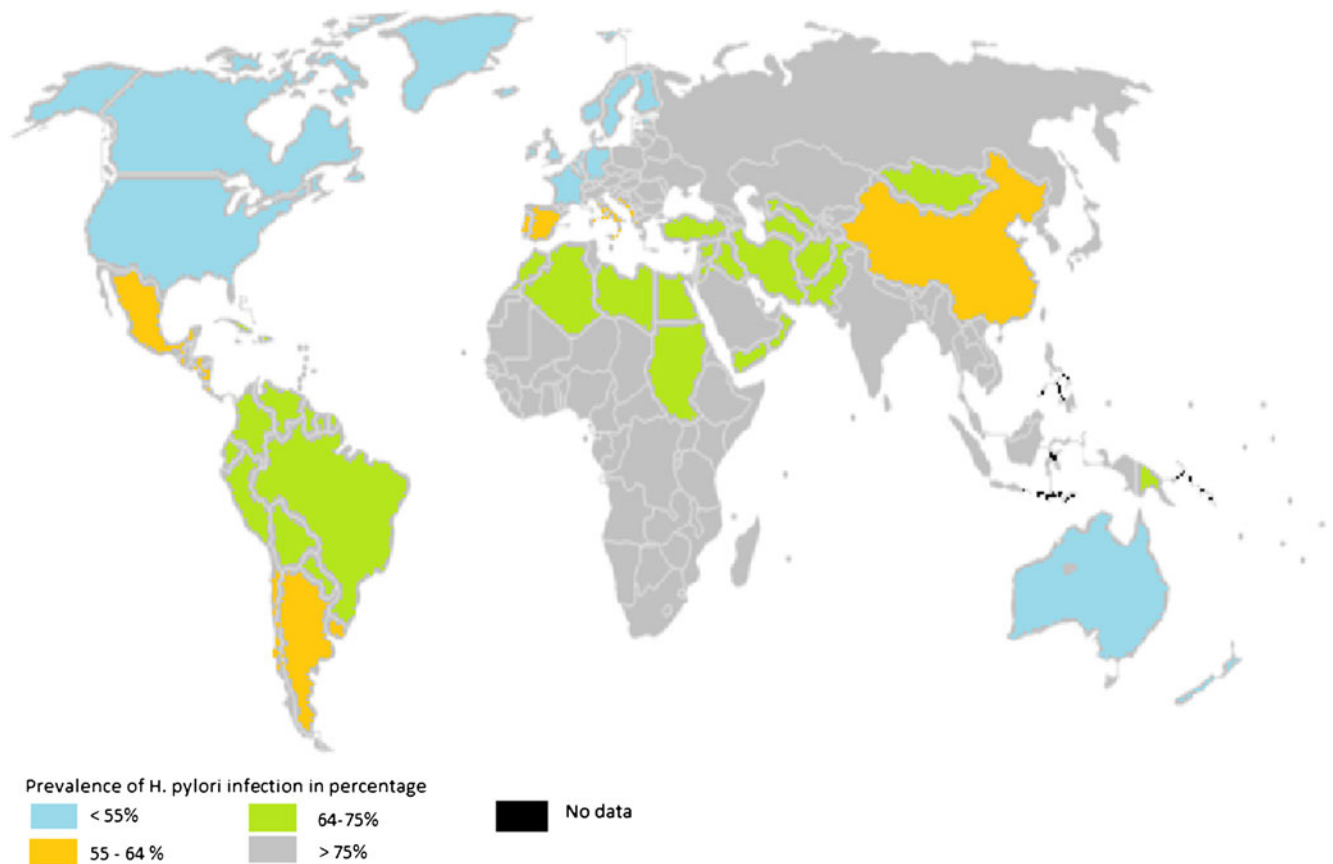 Prevalence of H. pylori infection in percentage
< 55%
64-75%
No data
55 - 64 %
> 75%